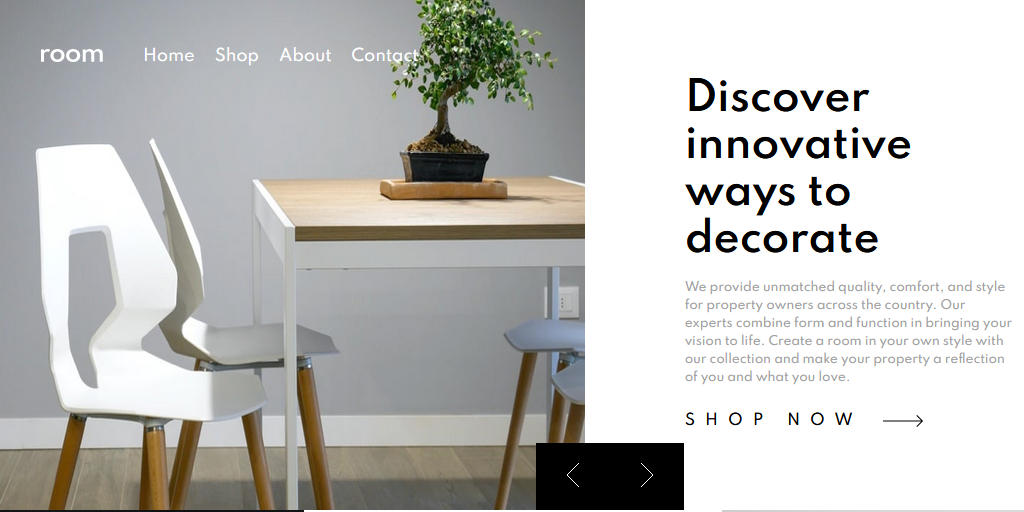 room
Home Shop About Contact
Discover
innovative
ways to
decorate
We provide unmatched quality, comfort, and style
for property owners across the country. Our
experts combine form and function in bringing your
vision to life. Create a room in your own style with
our collection and make your property a reflection
of you and what you love.
SHOP NOW